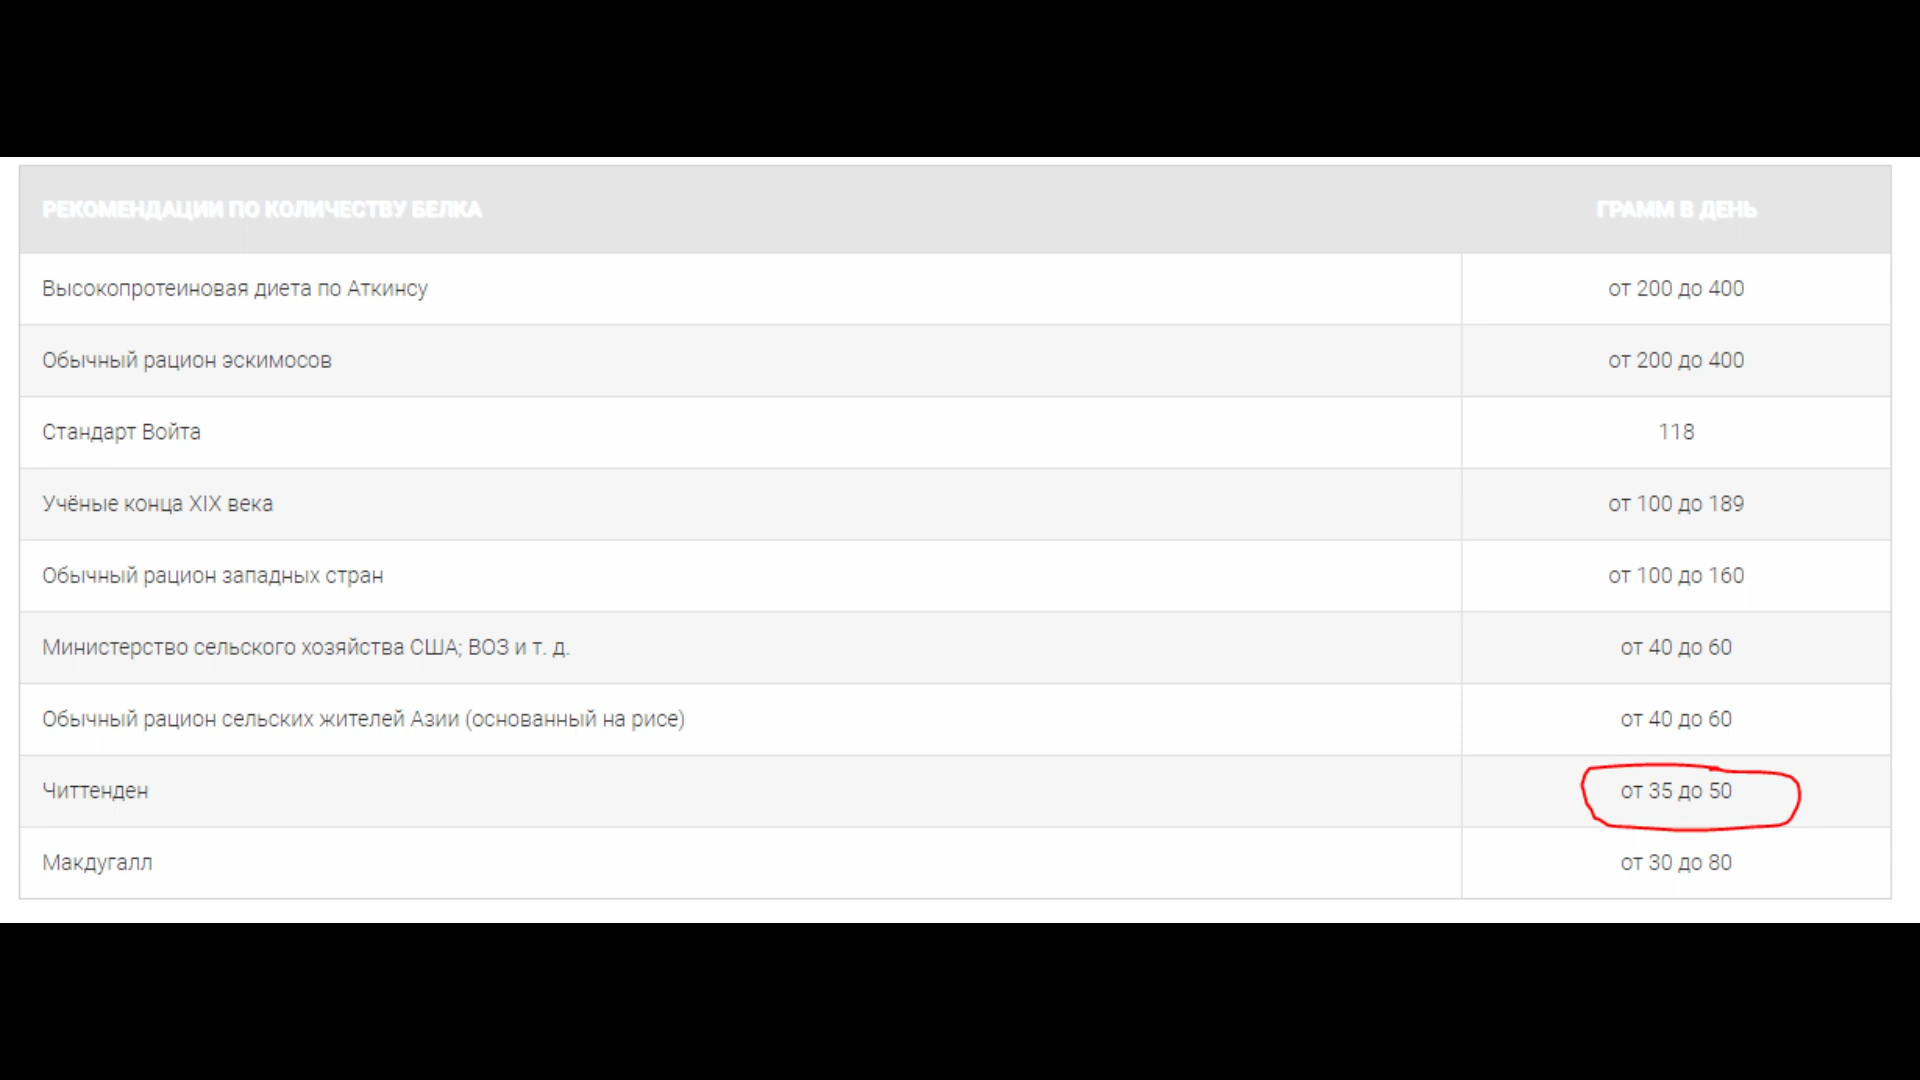 РЕКОМЕНДАЦИИ ПО КОЛИЧЕСТВУ БЕЛКА ГРАММ В ДЕНЬ
Высокопротеиновая диета по Аткинсу от 200 до 400
Обычный рацион эскимосов от 200 до 400
Стандарт Войта 118
Учёные конца XIX века от 100 до 189
Обычный рацион западных стран от 100 до 160
Министерство сельского хозяйства США; ВОЗ и т. д. от 40 до 60
Обычный рацион сельских жителей Азии (основанный на рисе) от 40 до 60
Читтенден от 35 до 50
Макдугалл от 30 до 80